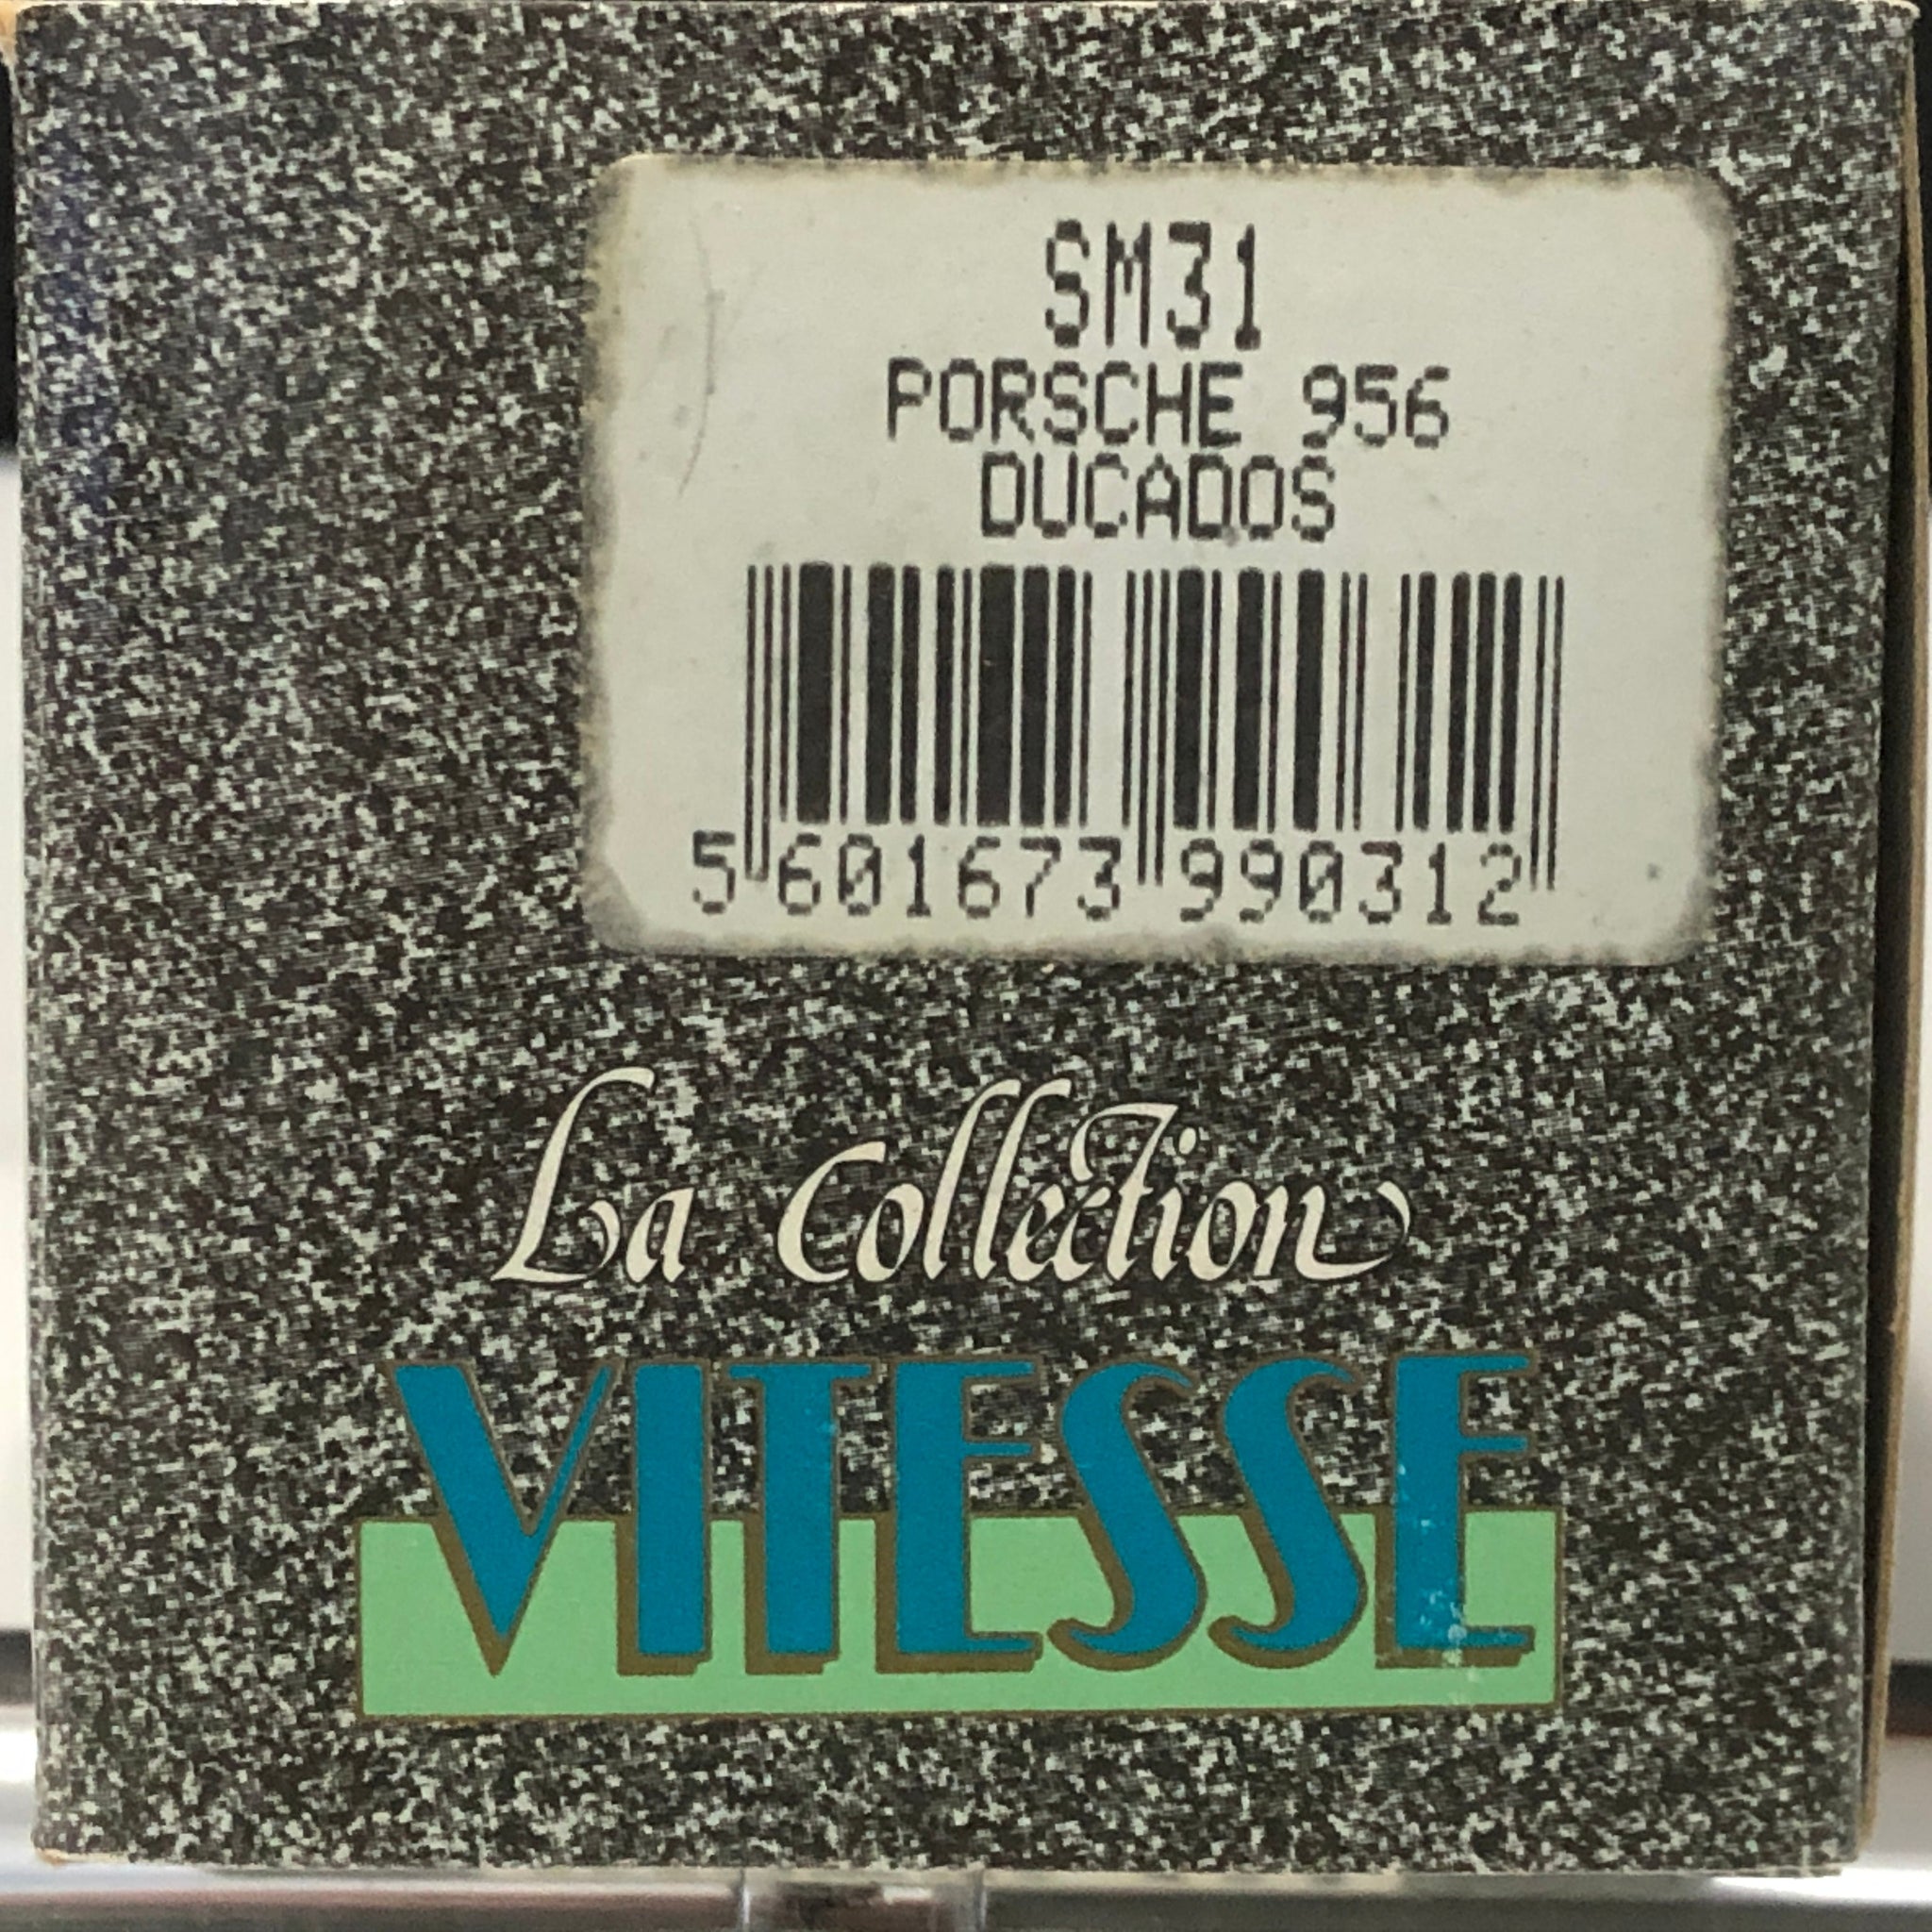 SM31
PORSCHE 956
DUCADOS
5 601673 990312
La Collection
VITESSE